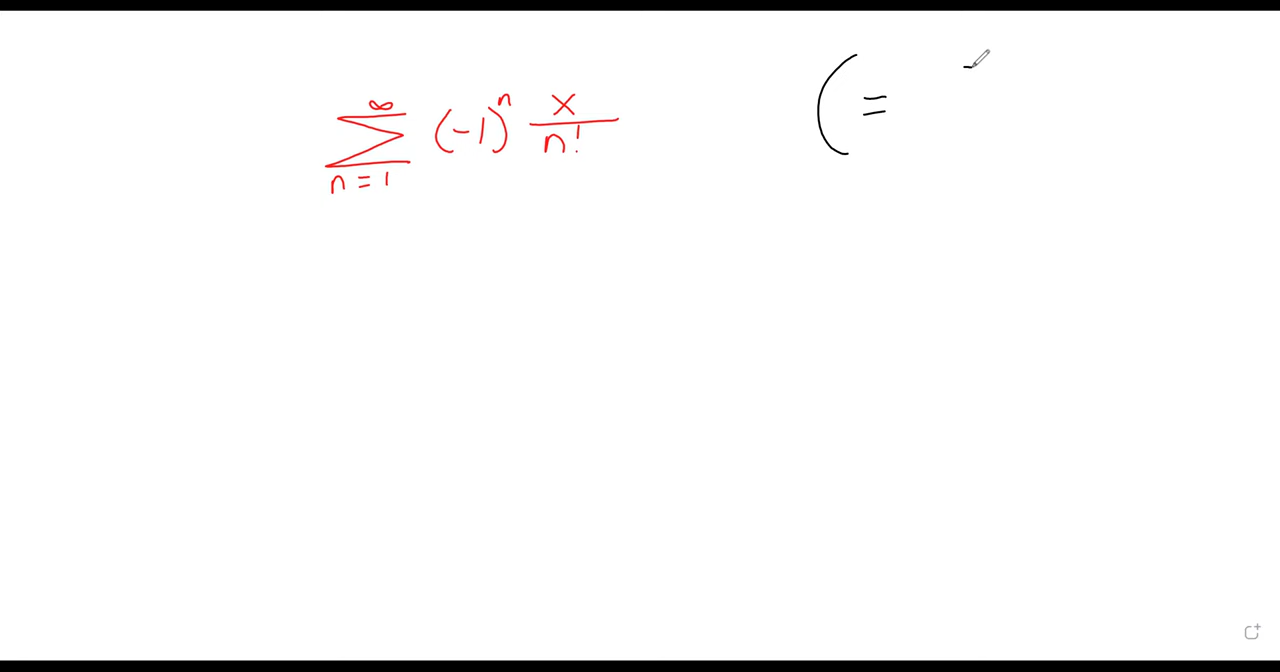 ∞
∑ (-1)^n x/n!
n = 1
( =